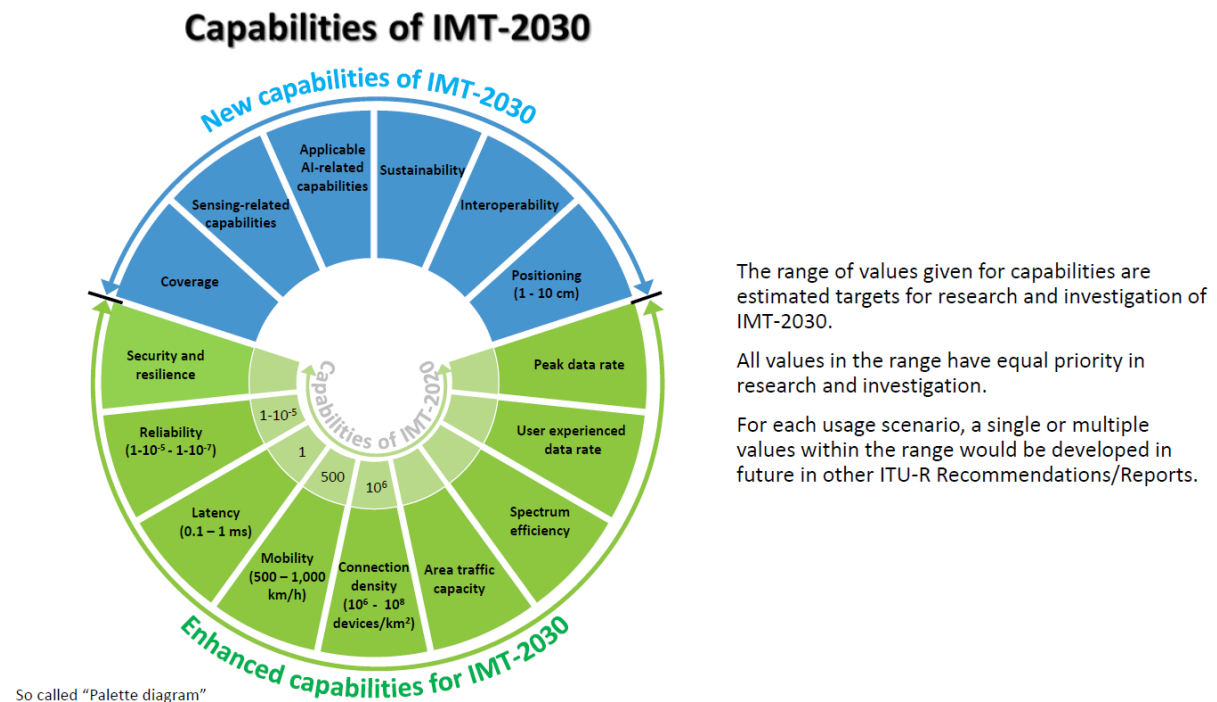 Capabilities of IMT-2030
New capabilities of IMT-2030
Coverage
Sensing-related
capabilities
Applicable
AI-related
capabilities
Sustainability
Interoperability
Positioning
(1 - 10 cm)
Security and
resilience
Reliability
(1-10⁻⁵ - 1-10⁻⁷)
Latency
(0.1 – 1 ms)
Mobility
(500 – 1,000
km/h)
Connection
density
(10⁶ - 10⁸
devices/km²)
Area traffic
capacity
Spectrum
efficiency
User experienced
data rate
Peak data rate
1-10⁻⁵
1
500
10⁶
Capabilities of IMT-2020
Enhanced capabilities for IMT-2030
The range of values given for capabilities are
estimated targets for research and investigation of
IMT-2030.
All values in the range have equal priority in
research and investigation.
For each usage scenario, a single or multiple
values within the range would be developed in
future in other ITU-R Recommendations/Reports.
So called “Palette diagram”